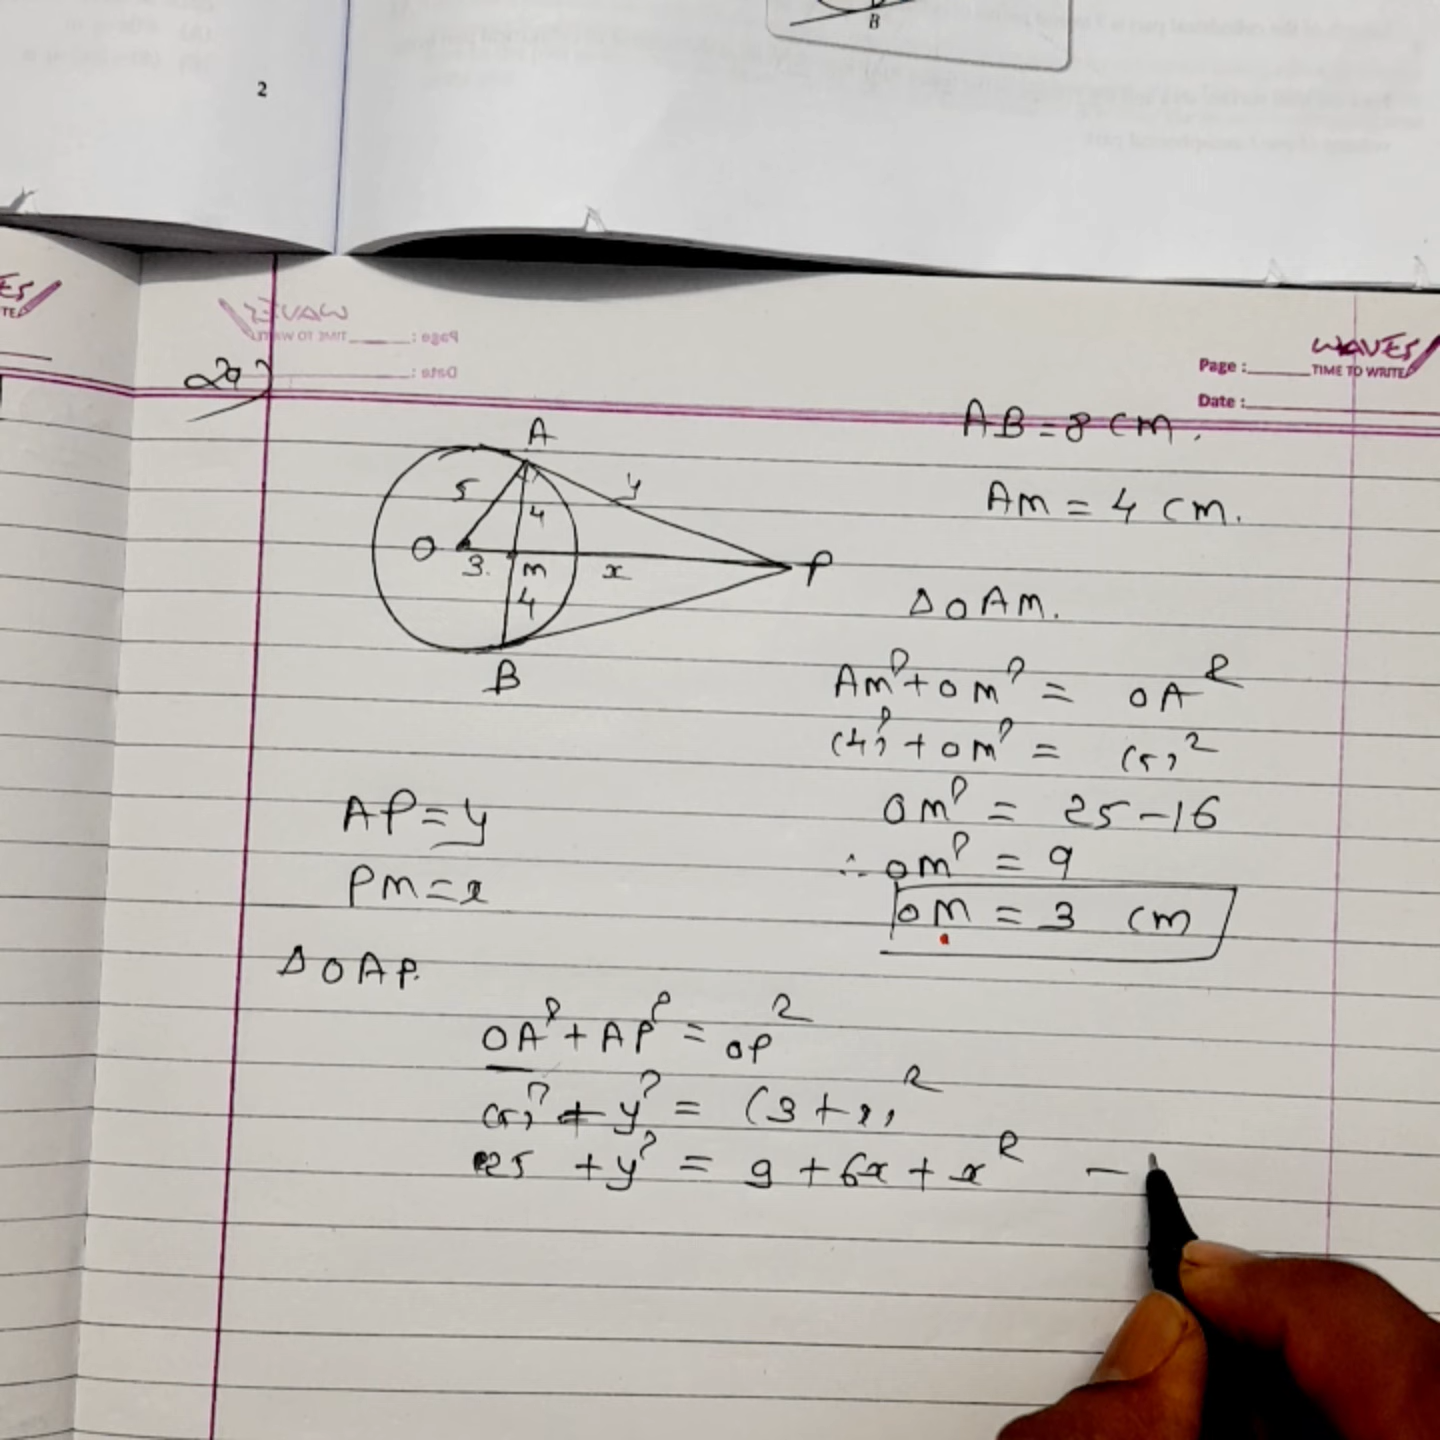 B
2
WAVES
TIME TO WRITE
Page :
Date :
29)
AB = 8 cm.
Am = 4 cm.
A
5
y
4
O
3.
m
x
P
4
B
Δ OAM.
Am² + om² = OA²
(4)² + om² = (5)²
om² = 25 - 16
∴ om² = 9
om = 3 cm
AP = y
PM = x
Δ OAP.
OA² + AP² = OP²
(5)² + y² = (3 + x)²
25 + y² = 9 + 6x + x² —